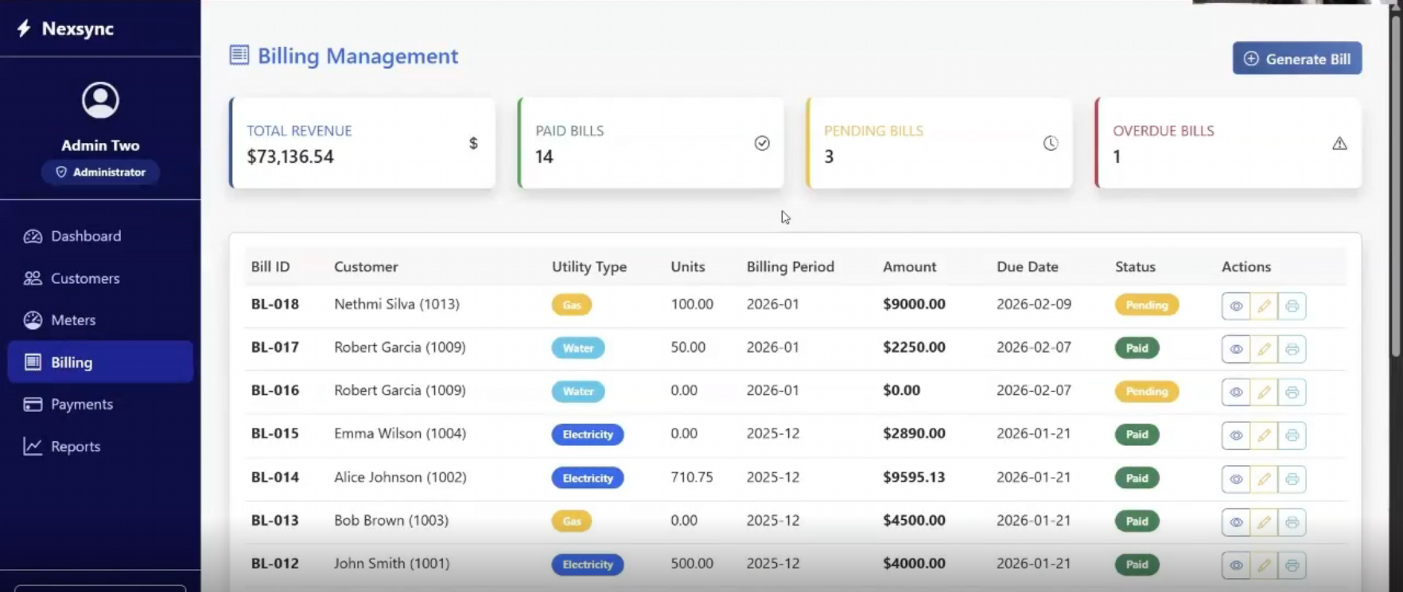 Nexsync
Admin Two
Administrator
Dashboard
Customers
Meters
Billing
Payments
Reports
Billing Management
Generate Bill
TOTAL REVENUE
$73,136.54
$
PAID BILLS
14
PENDING BILLS
3
OVERDUE BILLS
1
Bill ID Customer Utility Type Units Billing Period Amount Due Date Status Actions
BL-018 Nethmi Silva (1013) Gas 100.00 2026-01 $9000.00 2026-02-09 Pending
BL-017 Robert Garcia (1009) Water 50.00 2026-01 $2250.00 2026-02-07 Paid
BL-016 Robert Garcia (1009) Water 0.00 2026-01 $0.00 2026-02-07 Pending
BL-015 Emma Wilson (1004) Electricity 0.00 2025-12 $2890.00 2026-01-21 Paid
BL-014 Alice Johnson (1002) Electricity 710.75 2025-12 $9595.13 2026-01-21 Paid
BL-013 Bob Brown (1003) Gas 0.00 2025-12 $4500.00 2026-01-21 Paid
BL-012 John Smith (1001) Electricity 500.00 2025-12 $4000.00 2026-01-21 Paid